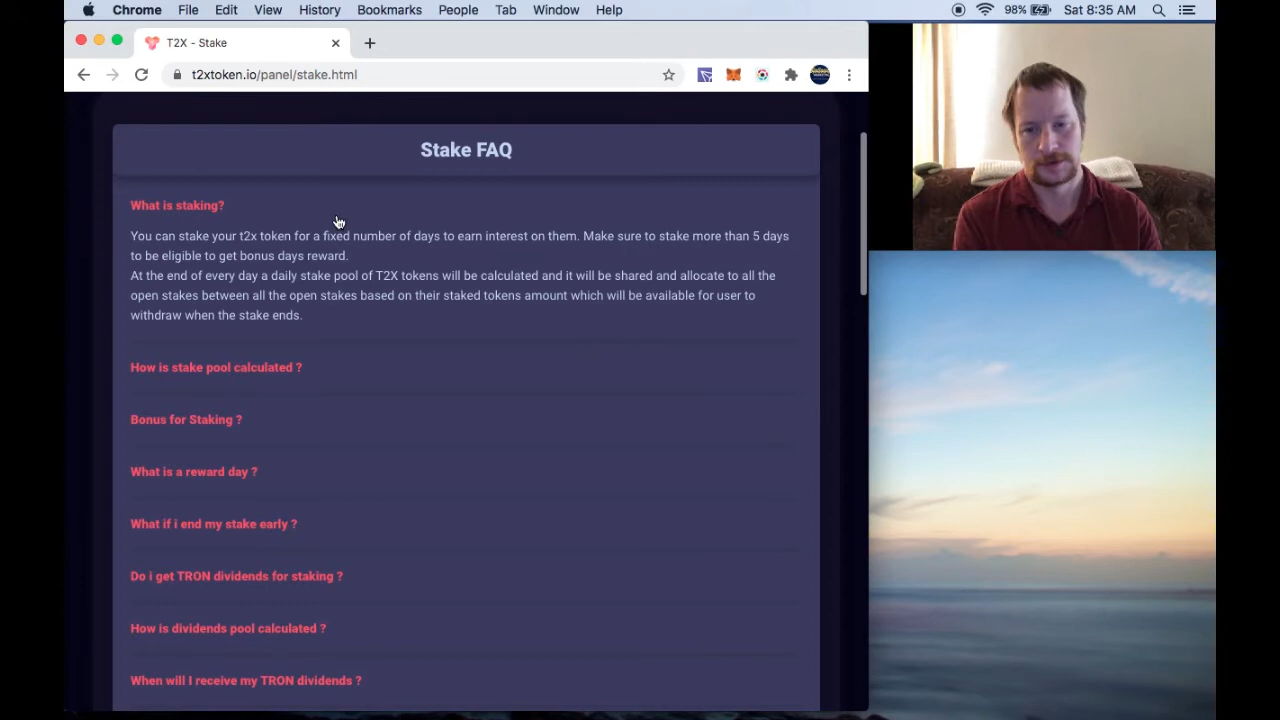 Chrome File Edit View History Bookmarks People Tab Window Help 98% Sat 8:35 AM
T2X - Stake
t2xtoken.io/panel/stake.html
Stake FAQ
What is staking?
You can stake your t2x token for a fixed number of days to earn interest on them. Make sure to stake more than 5 days
to be eligible to get bonus days reward.
At the end of every day a daily stake pool of T2X tokens will be calculated and it will be shared and allocate to all the
open stakes between all the open stakes based on their staked tokens amount which will be available for user to
withdraw when the stake ends.
How is stake pool calculated ?
Bonus for Staking ?
What is a reward day ?
What if i end my stake early ?
Do i get TRON dividends for staking ?
How is dividends pool calculated ?
When will I receive my TRON dividends ?